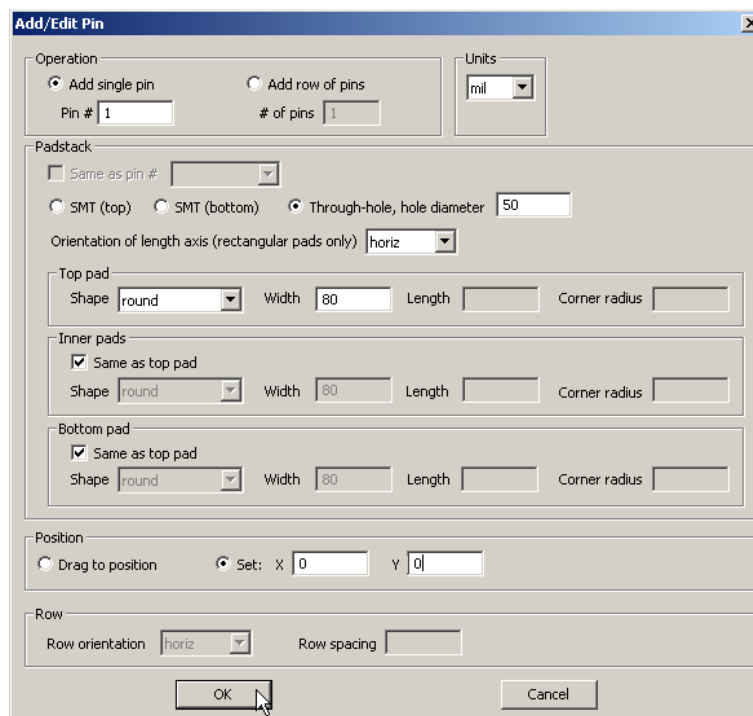 Add/Edit Pin
Operation
Units
Add single pin Add row of pins
mil
Pin # 1 # of pins 1
Padstack
Same as pin #
SMT (top) SMT (bottom) Through-hole, hole diameter 50
Orientation of length axis (rectangular pads only) horiz
Top pad
Shape round Width 80 Length Corner radius
Inner pads
Same as top pad
Shape round Width 80 Length Corner radius
Bottom pad
Same as top pad
Shape round Width 80 Length Corner radius
Position
Drag to position Set: X 0 Y 0
Row
Row orientation horiz Row spacing
OK Cancel